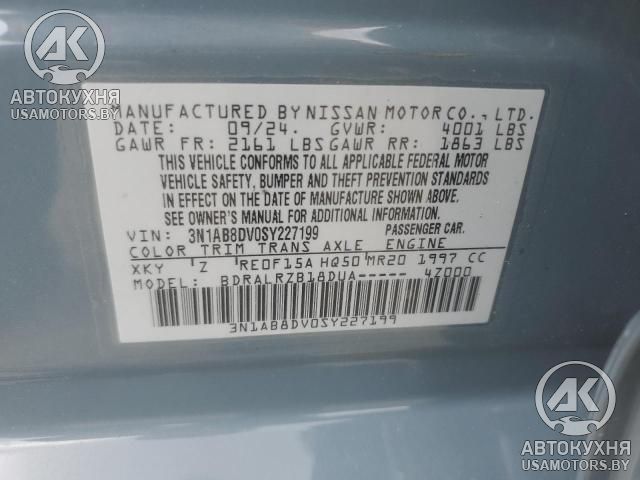 AK
АВТОКУХНЯ
USAMOTORS.BY
MANUFACTURED BY NISSAN MOTOR CO., LTD.
DATE: 09/24. GVWR: 4001 LBS
GAWR FR: 2161 LBS GAWR RR: 1863 LBS
THIS VEHICLE CONFORMS TO ALL APPLICABLE FEDERAL MOTOR
VEHICLE SAFETY, BUMPER AND THEFT PREVENTION STANDARDS
IN EFFECT ON THE DATE OF MANUFACTURE SHOWN ABOVE.
SEE OWNER'S MANUAL FOR ADDITIONAL INFORMATION.
VIN: 3N1AB8DV0SY227199 PASSENGER CAR.
COLOR TRIM TRANS AXLE ENGINE
XKY Z RE0F15A HQ50 MR20 1997 CC
MODEL: BDRALRZB18DUA----- 4Z000
3N1AB8DV0SY227199
AK
АВТОКУХНЯ
USAMOTORS.BY